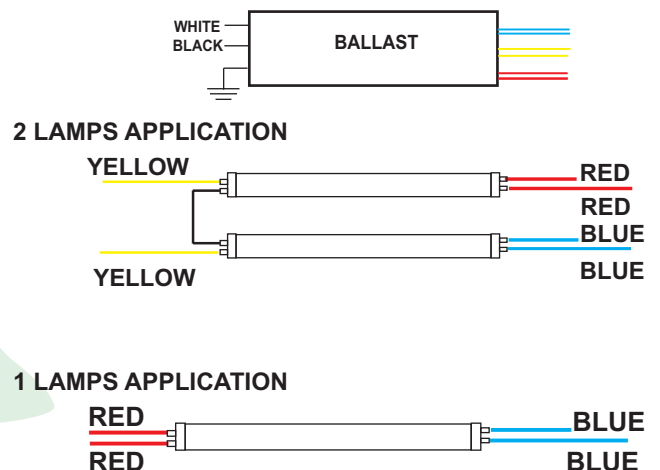 WHITE
BLACK
BALLAST
2 LAMPS APPLICATION
YELLOW
RED
RED
BLUE
YELLOW
BLUE
1 LAMPS APPLICATION
RED
BLUE
RED
BLUE